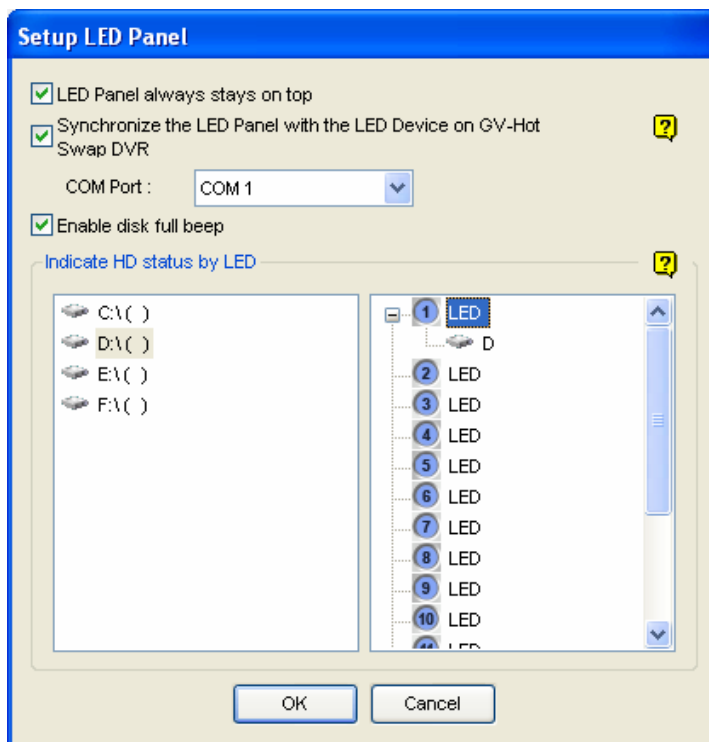 Setup LED Panel
LED Panel always stays on top
Synchronize the LED Panel with the LED Device on GV-Hot
Swap DVR
?
COM Port :
COM 1
Enable disk full beep
Indicate HD status by LED
?
C:\ ( )
D:\ ( )
E:\ ( )
F:\ ( )
1 LED
D
2 LED
3 LED
4 LED
5 LED
6 LED
7 LED
8 LED
9 LED
10 LED
11 LED
OK
Cancel